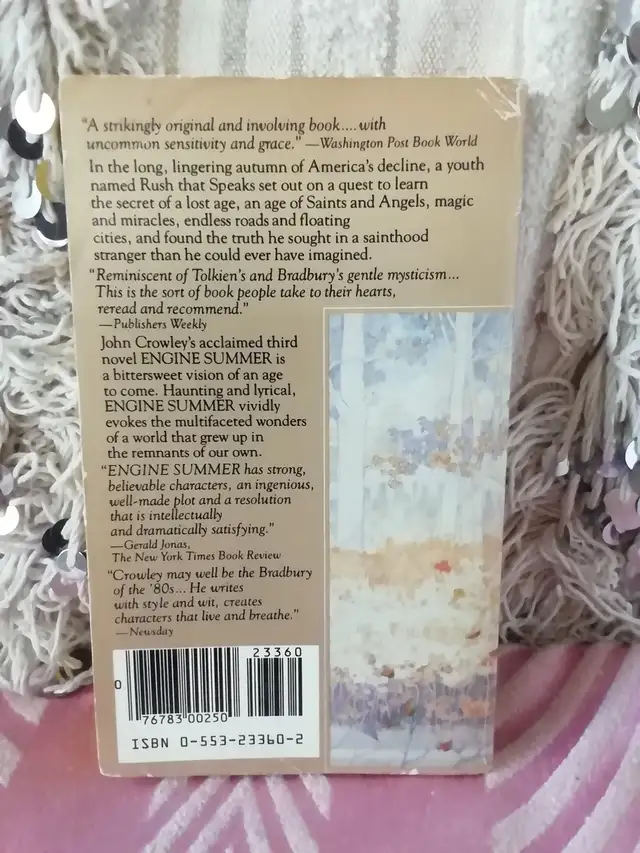 "A strikingly original and involving book....with
uncommon sensitivity and grace." —Washington Post Book World
In the long, lingering autumn of America's decline, a youth
named Rush that Speaks set out on a quest to learn
the secret of a lost age, an age of Saints and Angels, magic
and miracles, endless roads and floating
cities, and found the truth he sought in a sainthood
stranger than he could ever have imagined.
"Reminiscent of Tolkien's and Bradbury's gentle mysticism...
This is the sort of book people take to their hearts,
reread and recommend."
—Publishers Weekly
John Crowley's acclaimed third
novel ENGINE SUMMER is
a bittersweet vision of an age
to come. Haunting and lyrical,
ENGINE SUMMER vividly
evokes the multifaceted wonders
of a world that grew up in
the remnants of our own.
"ENGINE SUMMER has strong,
believable characters, an ingenious,
well-made plot and a resolution
that is intellectually
and dramatically satisfying."
—Gerald Jonas,
The New York Times Book Review
"Crowley may well be the Bradbury
of the '80s... He writes
with style and wit, creates
characters that live and breathe."
—Newsday
23360
0 76783 00250
ISBN 0-553-23360-2